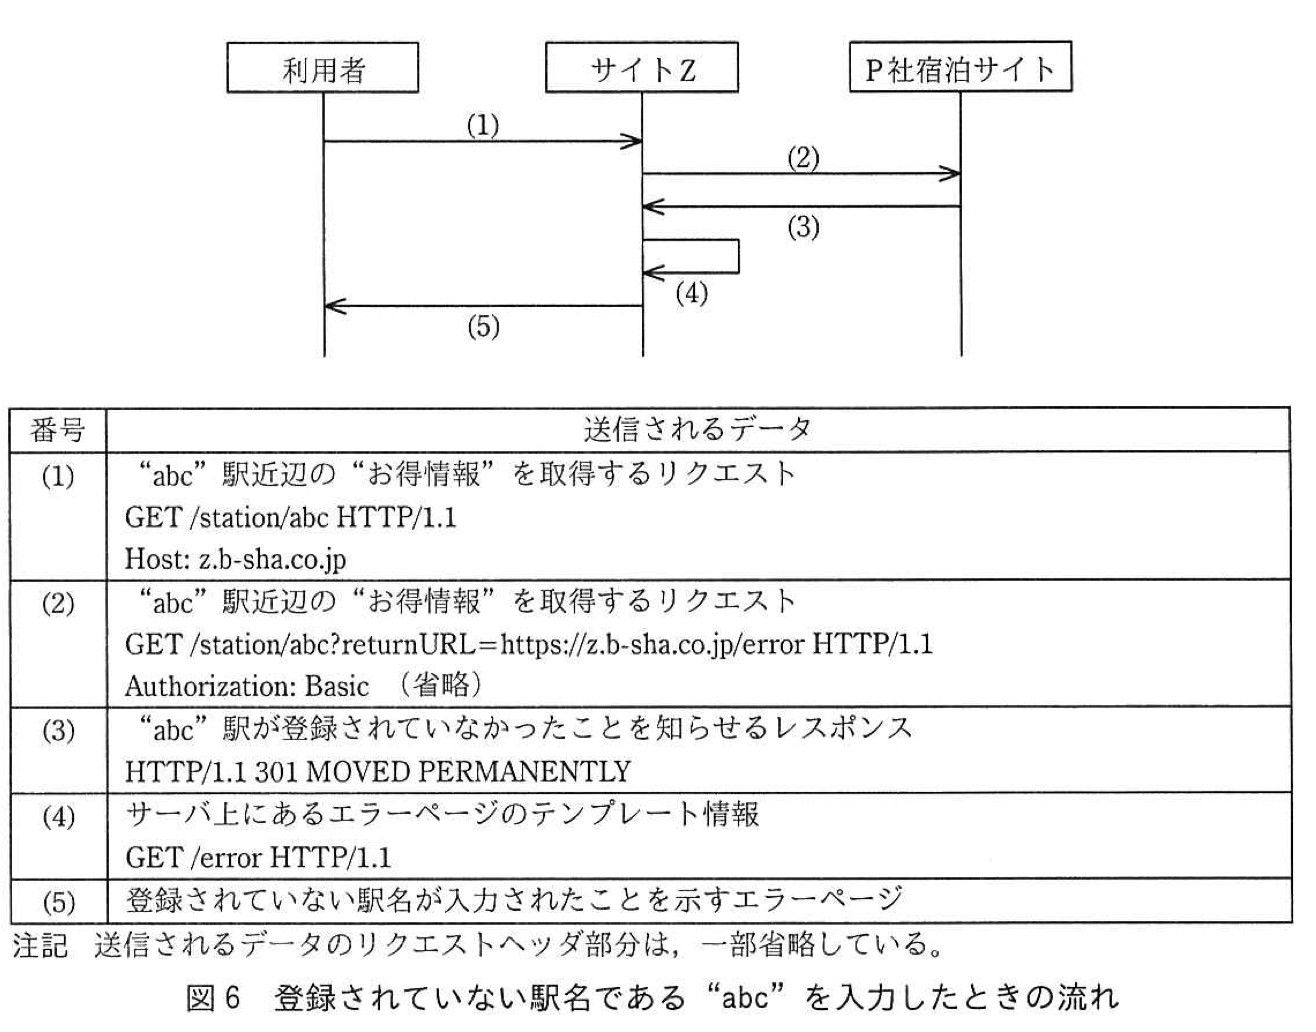 利用者
サイトZ
P社宿泊サイト
(1)
(2)
(3)
(4)
(5)
番号 送信されるデータ
(1) “abc”駅近辺の“お得情報”を取得するリクエスト
GET /station/abc HTTP/1.1
Host: z.b-sha.co.jp
(2) “abc”駅近辺の“お得情報”を取得するリクエスト
GET /station/abc?returnURL=https://z.b-sha.co.jp/error HTTP/1.1
Authorization: Basic （省略）
(3) “abc”駅が登録されていなかったことを知らせるレスポンス
HTTP/1.1 301 MOVED PERMANENTLY
(4) サーバ上にあるエラーページのテンプレート情報
GET /error HTTP/1.1
(5) 登録されていない駅名が入力されたことを示すエラーページ
注記 送信されるデータのリクエストヘッダ部分は，一部省略している。
図6 登録されていない駅名である“abc”を入力したときの流れ